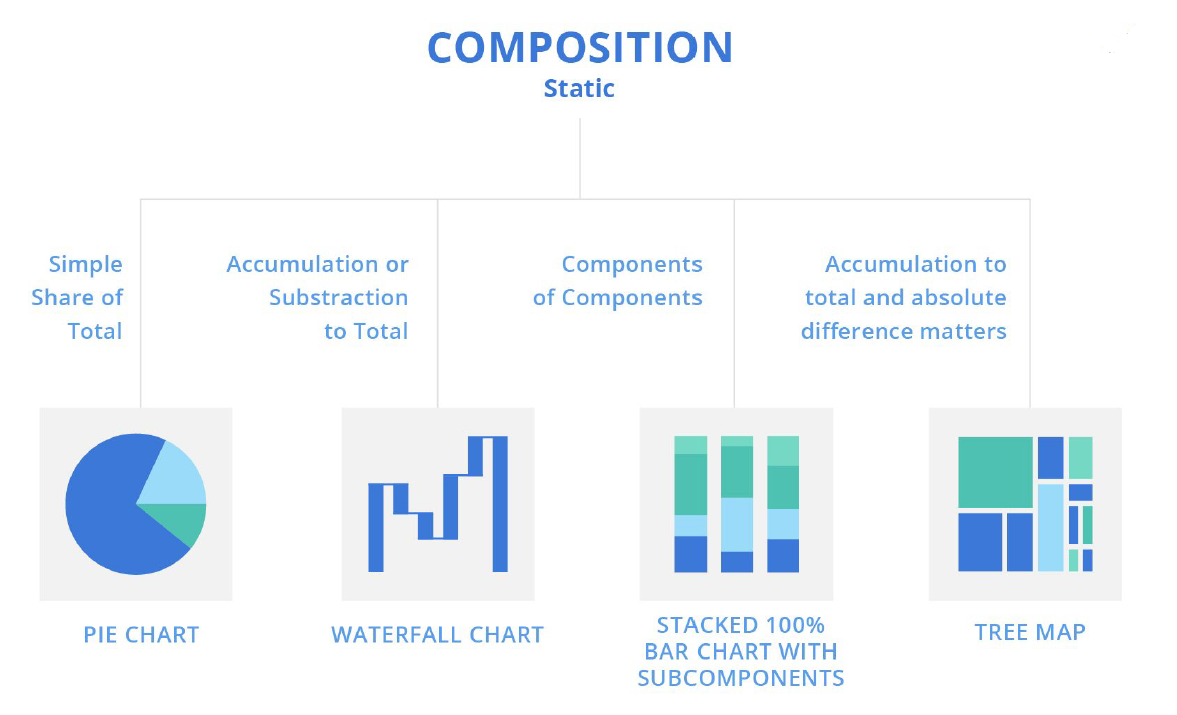 COMPOSITION
Static
Simple
Share of
Total
Accumulation or
Substraction
to Total
Components
of Components
Accumulation to
total and absolute
difference matters
PIE CHART
WATERFALL CHART
STACKED 100%
BAR CHART WITH
SUBCOMPONENTS
TREE MAP